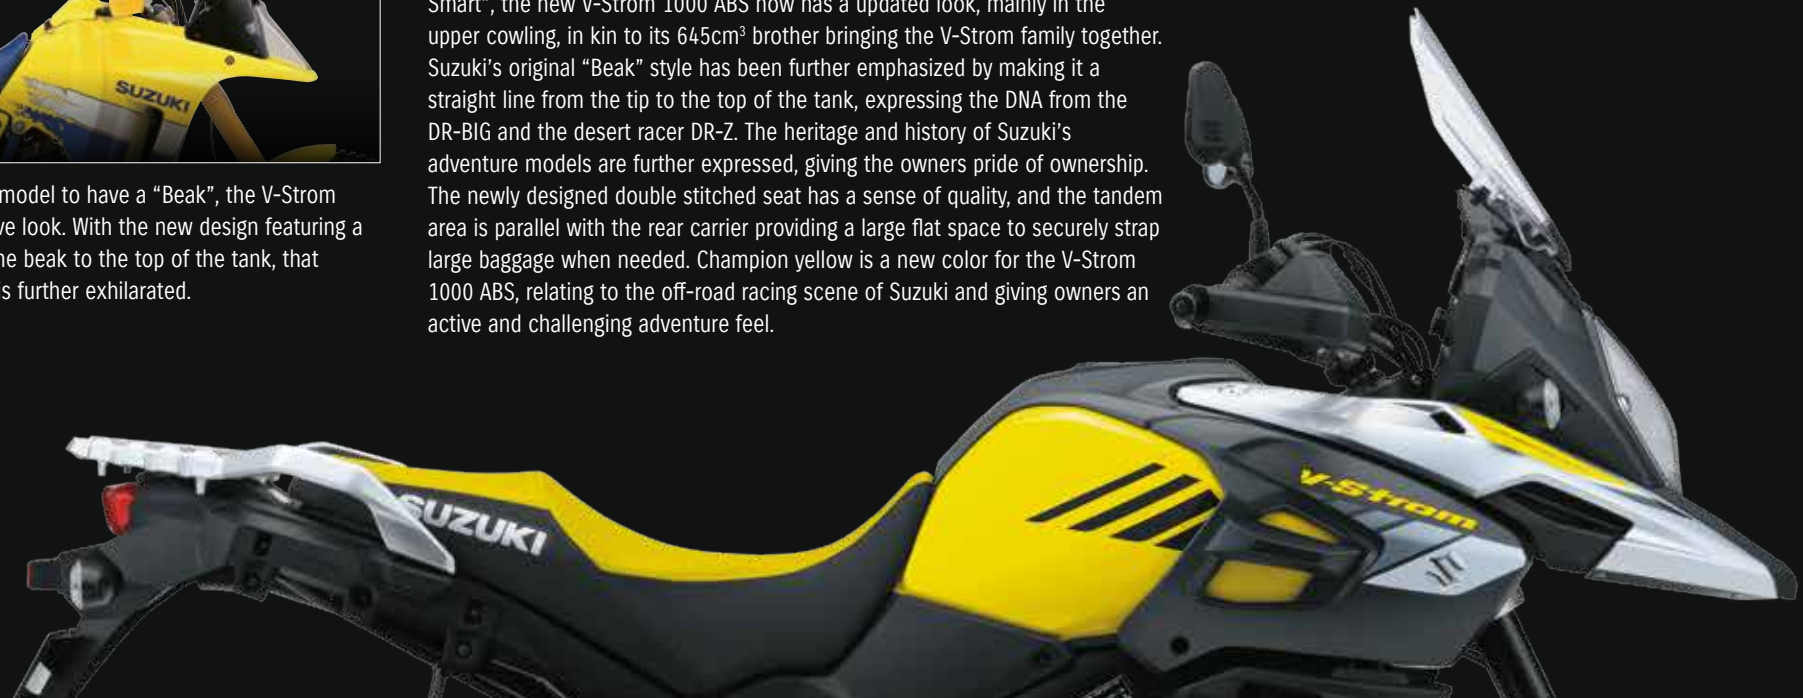 SUZUKI
model to have a “Beak”, the V-Strom
ve look. With the new design featuring a
he beak to the top of the tank, that
is further exhilarated.
Smart”, the new V-Strom 1000 ABS now has a updated look, mainly in the
upper cowling, in kin to its 645cm³ brother bringing the V-Strom family together.
Suzuki’s original “Beak” style has been further emphasized by making it a
straight line from the tip to the top of the tank, expressing the DNA from the
DR-BIG and the desert racer DR-Z. The heritage and history of Suzuki’s
adventure models are further expressed, giving the owners pride of ownership.
The newly designed double stitched seat has a sense of quality, and the tandem
area is parallel with the rear carrier providing a large flat space to securely strap
large baggage when needed. Champion yellow is a new color for the V-Strom
1000 ABS, relating to the off-road racing scene of Suzuki and giving owners an
active and challenging adventure feel.
V-Strom
SUZUKI